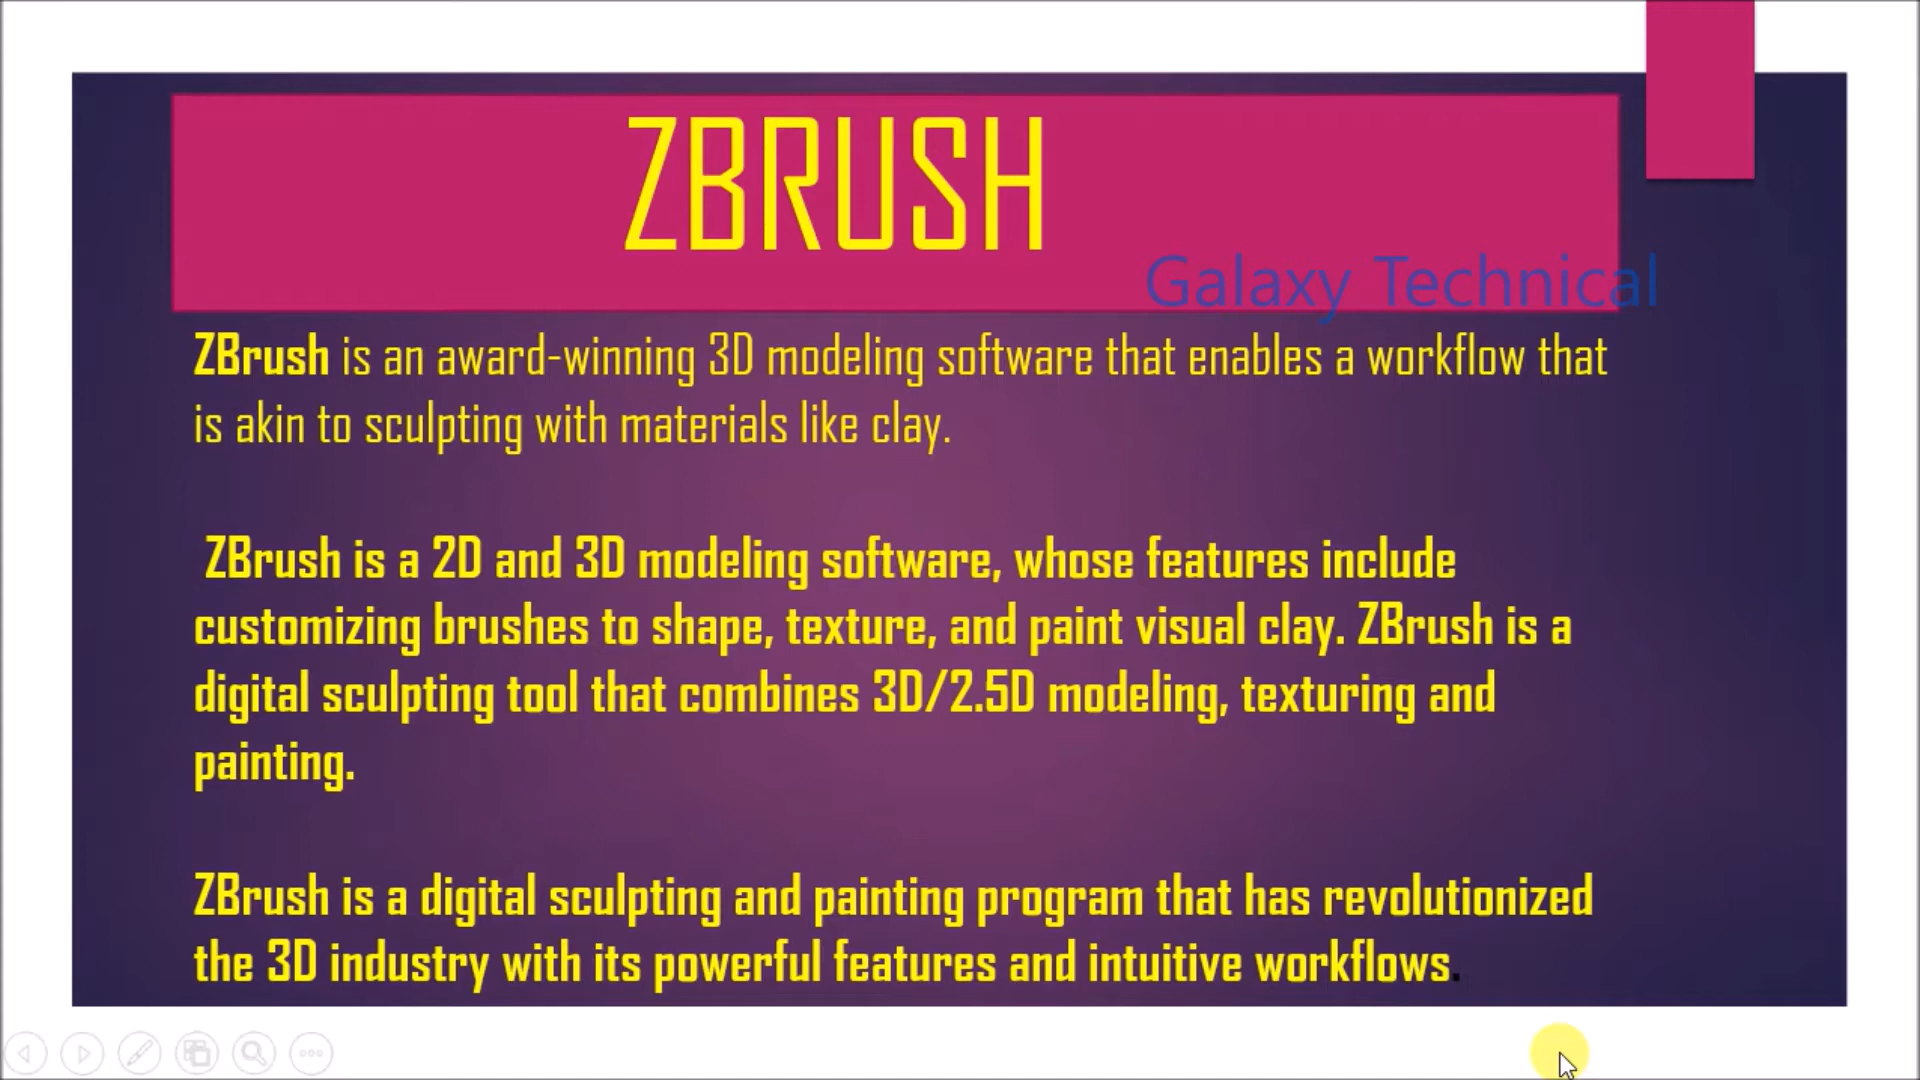 ZBRUSH
Galaxy Technical
ZBrush is an award-winning 3D modeling software that enables a workflow that
is akin to sculpting with materials like clay.
ZBrush is a 2D and 3D modeling software, whose features include
customizing brushes to shape, texture, and paint visual clay. ZBrush is a
digital sculpting tool that combines 3D/2.5D modeling, texturing and
painting.
ZBrush is a digital sculpting and painting program that has revolutionized
the 3D industry with its powerful features and intuitive workflows.